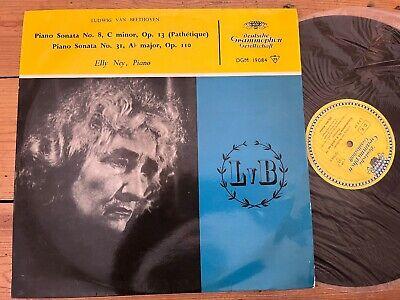 LUDWIG VAN BEETHOVEN
Piano Sonata No. 8, C minor, Op. 13 (Pathétique)
Piano Sonata No. 31, A♭ major, Op. 110
Elly Ney, Piano
Deutsche
Grammophon
Gesellschaft
DGM 19084
LvB